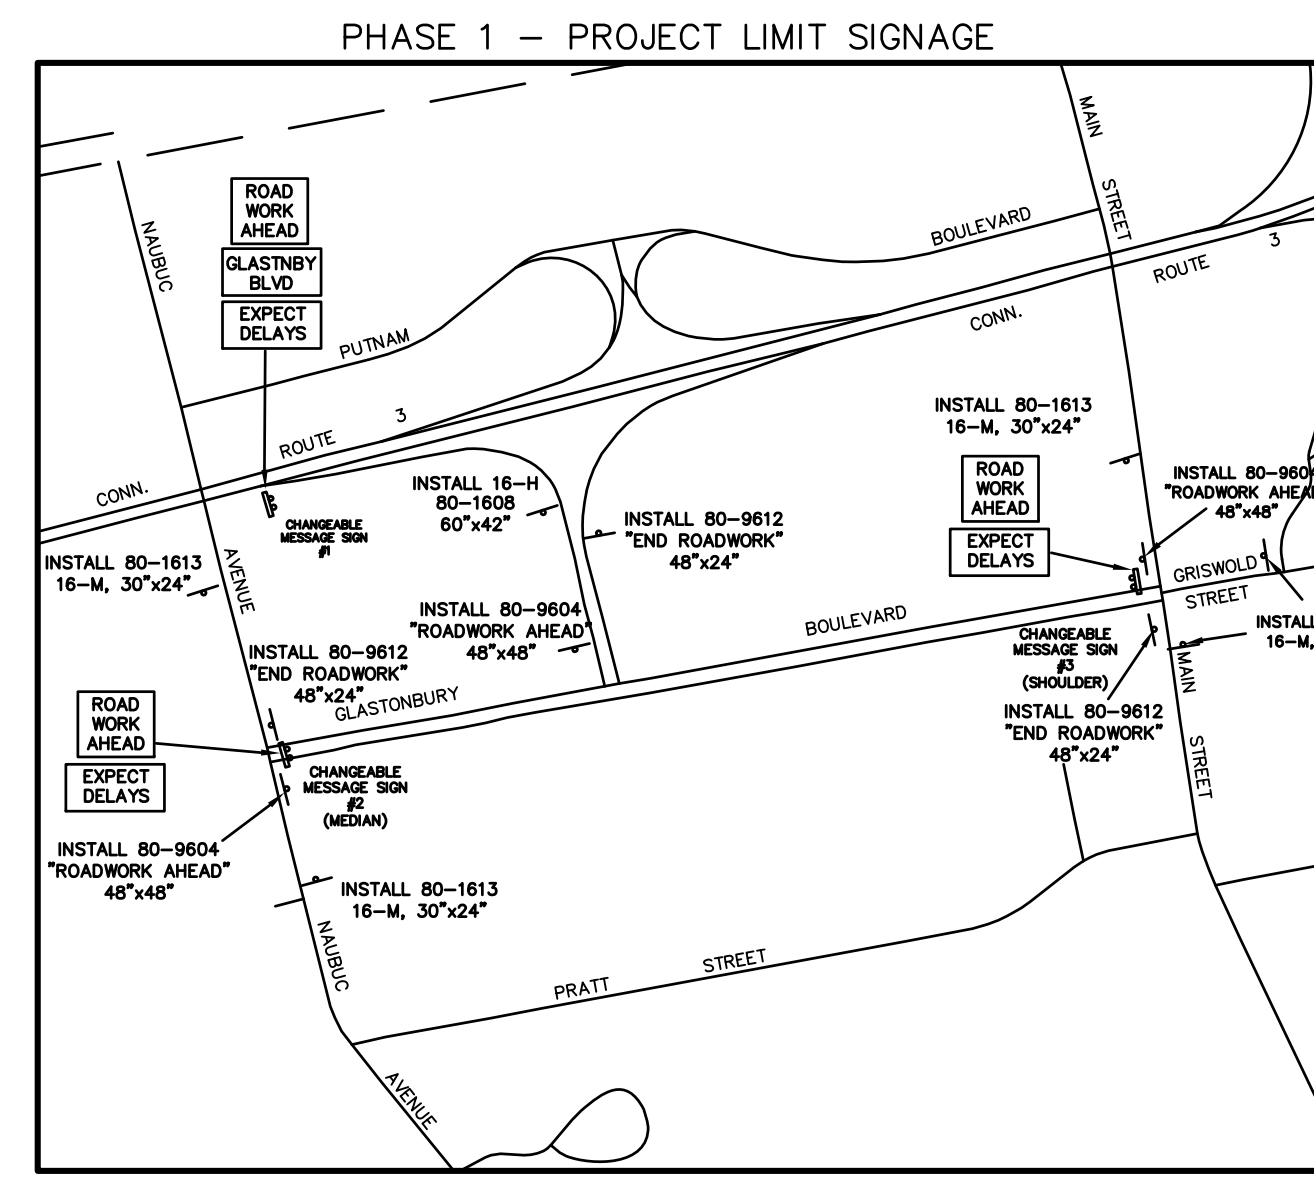 PHASE 1 – PROJECT LIMIT SIGNAGE
MAIN
STREET
NAUBUC
ROAD
WORK
AHEAD
GLASTNBY
BLVD
EXPECT
DELAYS
BOULEVARD
3
ROUTE
CONN.
PUTNAM
3
ROUTE
CONN.
INSTALL 80–1613
16–M, 30"x24"
ROAD
WORK
AHEAD
EXPECT
DELAYS
"ROADWORK
48"x48"
INSTALL 16–H
80–1608
60"x42"
INSTALL 80–9612
"END ROADWORK"
48"x24"
CHANGEABLE
MESSAGE SIGN
#1
INSTALL 80–1613
16–M, 30"x24"
AVENUE
GRISWOLD
STREET
INSTALL 80–9604
"ROADWORK AHEAD"
48"x48"
BOULEVARD
INSTALL
16–M,
CHANGEABLE
MESSAGE SIGN
#3
(SHOULDER)
INSTALL 80–9612
"END ROADWORK"
48"x24"
INSTALL 80–9612
"END ROADWORK"
48"x24"
GLASTONBURY
MAIN
STREET
ROAD
WORK
AHEAD
EXPECT
DELAYS
CHANGEABLE
MESSAGE SIGN
#2
(MEDIAN)
INSTALL 80–9604
"ROADWORK AHEAD"
48"x48"
INSTALL 80–1613
16–M, 30"x24"
NAUBUC
PRATT
STREET
AVENUE